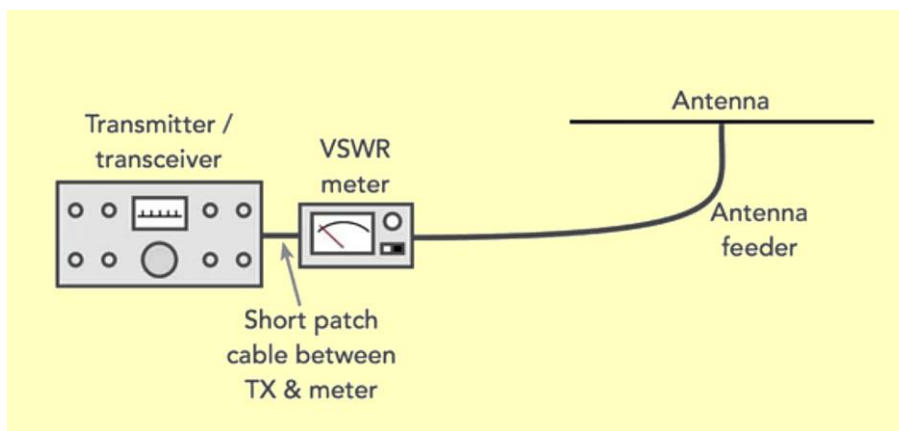 Antenna
Transmitter /
transceiver
VSWR
meter
Antenna
feeder
Short patch
cable between
TX & meter